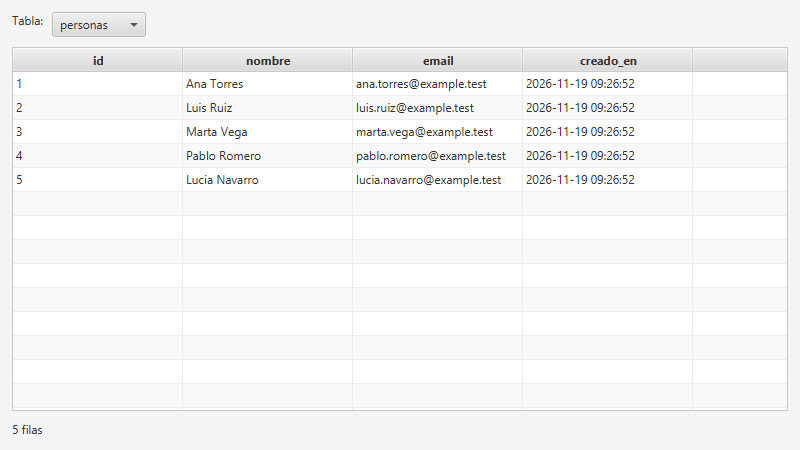 Tabla: personas
id nombre email creado_en
1 Ana Torres ana.torres@example.test 2026-11-19 09:26:52
2 Luis Ruiz luis.ruiz@example.test 2026-11-19 09:26:52
3 Marta Vega marta.vega@example.test 2026-11-19 09:26:52
4 Pablo Romero pablo.romero@example.test 2026-11-19 09:26:52
5 Lucia Navarro lucia.navarro@example.test 2026-11-19 09:26:52
5 filas